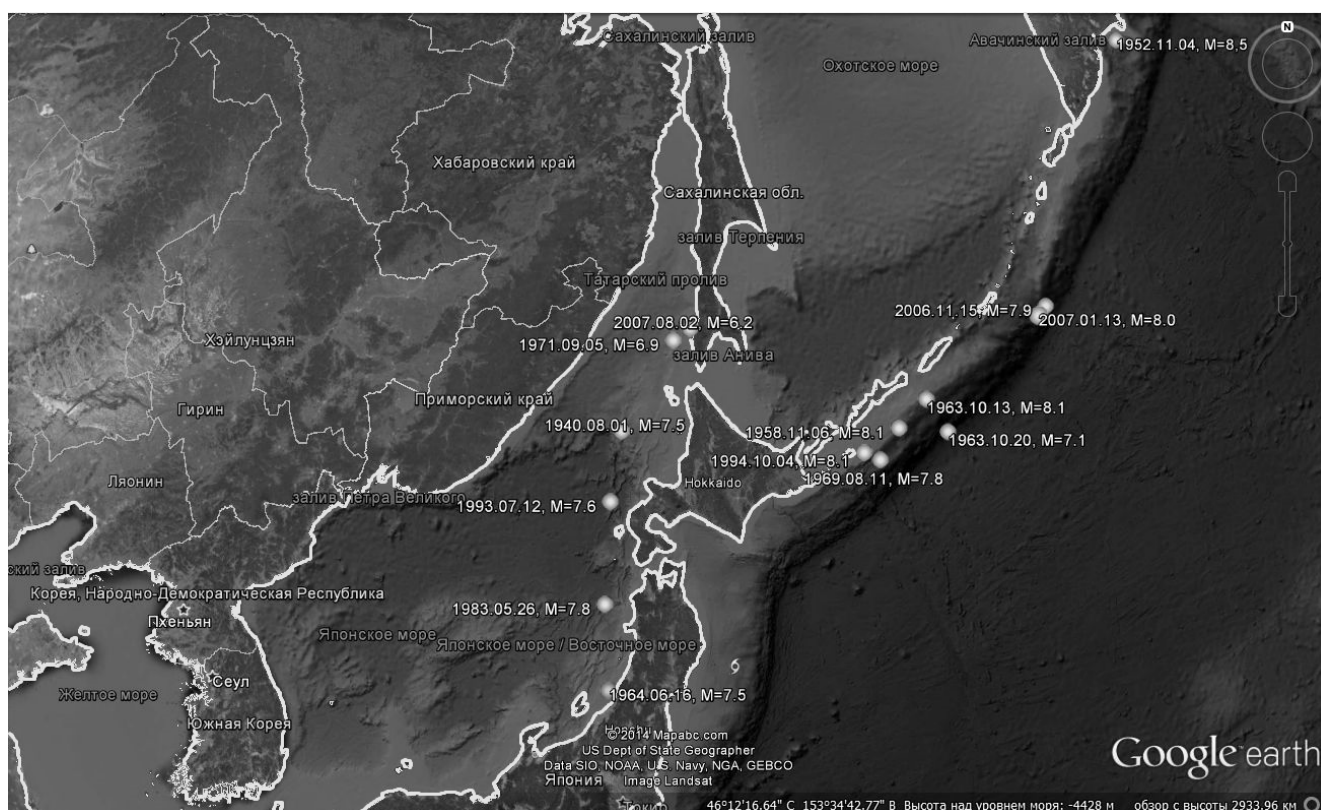 Сахалинский залив
Авачинский залив
1952.11.04, M=8,5
N
Охотское море
Хабаровский край
Сахалинская обл.
залив Терпения
Татарский пролив
2006.11.15, M=7.9
2007.01.13, M=8.0
2007.08.02, M=6.2
1971.09.05, M=6.9
залив Анива
Хэйлунцзян
Гирин
Приморский край
1963.10.13, M=8.1
1940.08.01, M=7.5
1958.11.06, M=8.1
1963.10.20, M=7.1
1994.10.04, M=8.1
1969.08.11, M=7.8
Ляонин
Hokkaido
залив Петра Великого
1993.07.12, M=7.6
ский залив
Корея, Народно-Демократическая Республика
Пхеньян
1983.05.26, M=7.8
Японское море
Японское море / Восточное море
Сеул
Желтое море
1964.06.16, M=7.5
Южная Корея
Honshu
© 2014 Mapabc.com
US Dept of State Geographer
Data SIO, NOAA, U.S. Navy, NGA, GEBCO
Япония
Image Landsat
Токио
Google earth
46°12'16.64" С 153°34'42.77" В Высота над уровнем моря: -4428 м обзор с высоты 2933.96 км